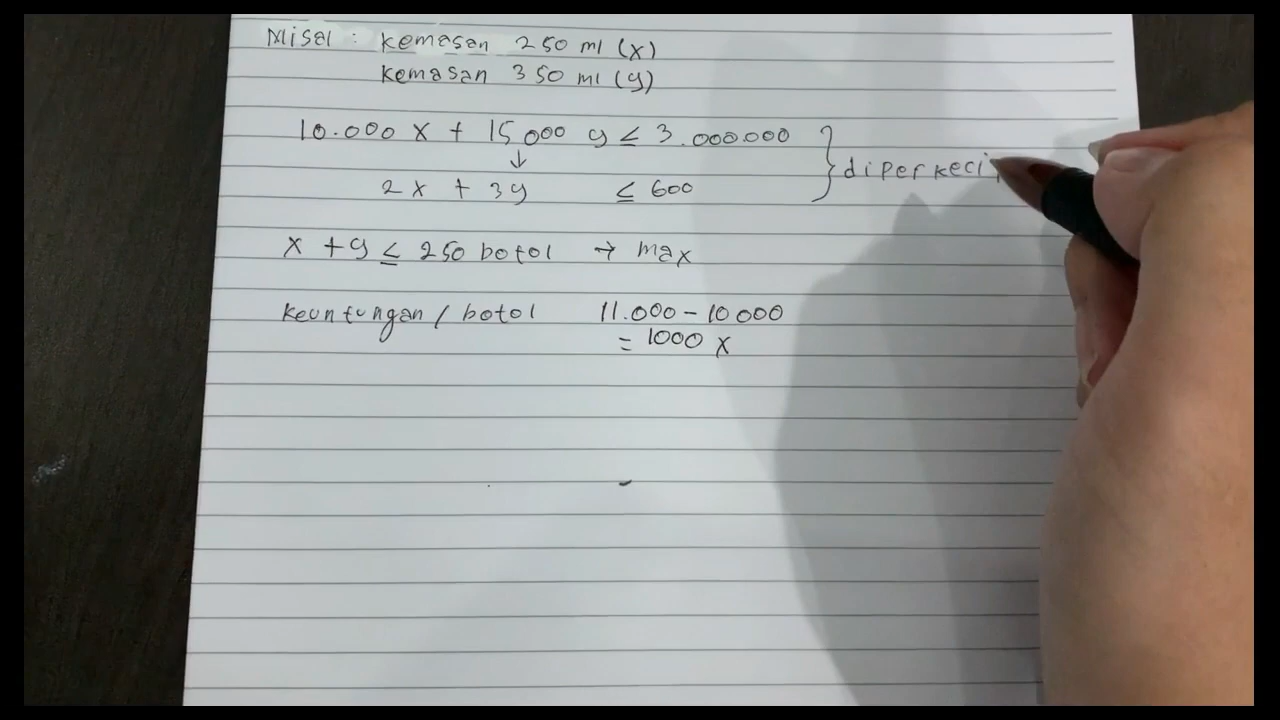 Misal : Kemasan 250 ml (x)
Kemasan 350 ml (y)
10.000 x + 15.000 y ≤ 3.000.000
↓
2x + 3y ≤ 600
} diperkeci
x + y ≤ 250 botol → max
Keuntungan / botol 11.000 - 10 000
= 1000 x